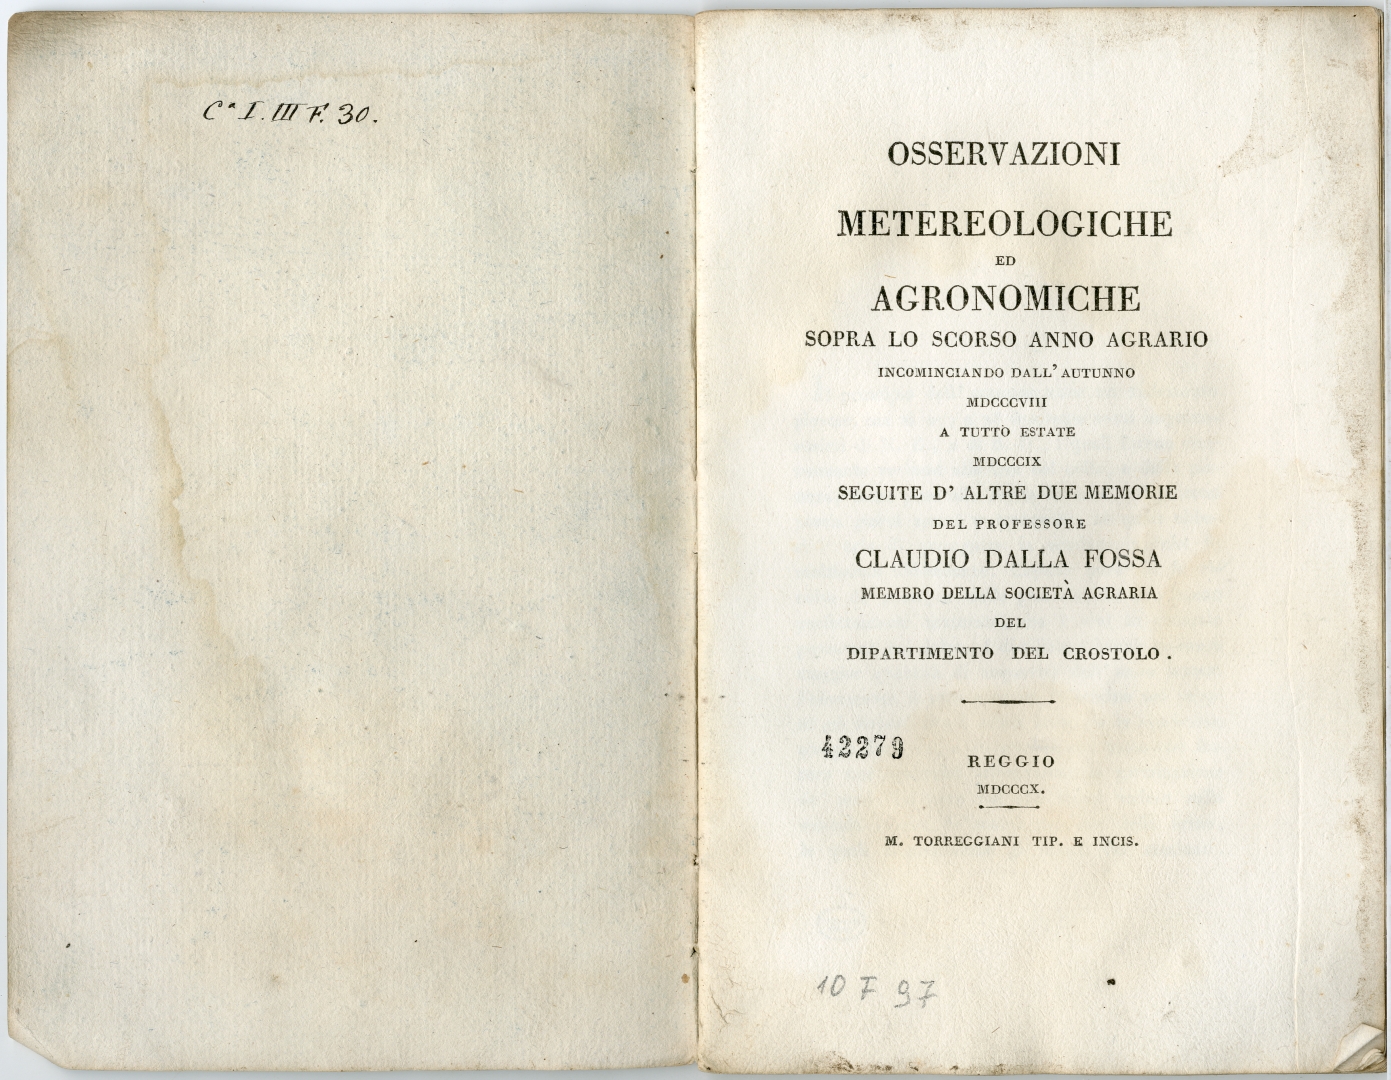 Cª I. III F. 30.
OSSERVAZIONI
METEREOLOGICHE
ED
AGRONOMICHE
SOPRA LO SCORSO ANNO AGRARIO
INCOMINCIANDO DALL' AUTUNNO
MDCCCVIII
A TUTTO ESTATE
MDCCCIX
SEGUITE D' ALTRE DUE MEMORIE
DEL PROFESSORE
CLAUDIO DALLA FOSSA
MEMBRO DELLA SOCIETÀ AGRARIA
DEL
DIPARTIMENTO DEL CROSTOLO .
42279
REGGIO
MDCCCX.
M. TORREGGIANI TIP. E INCIS.
10 F 97